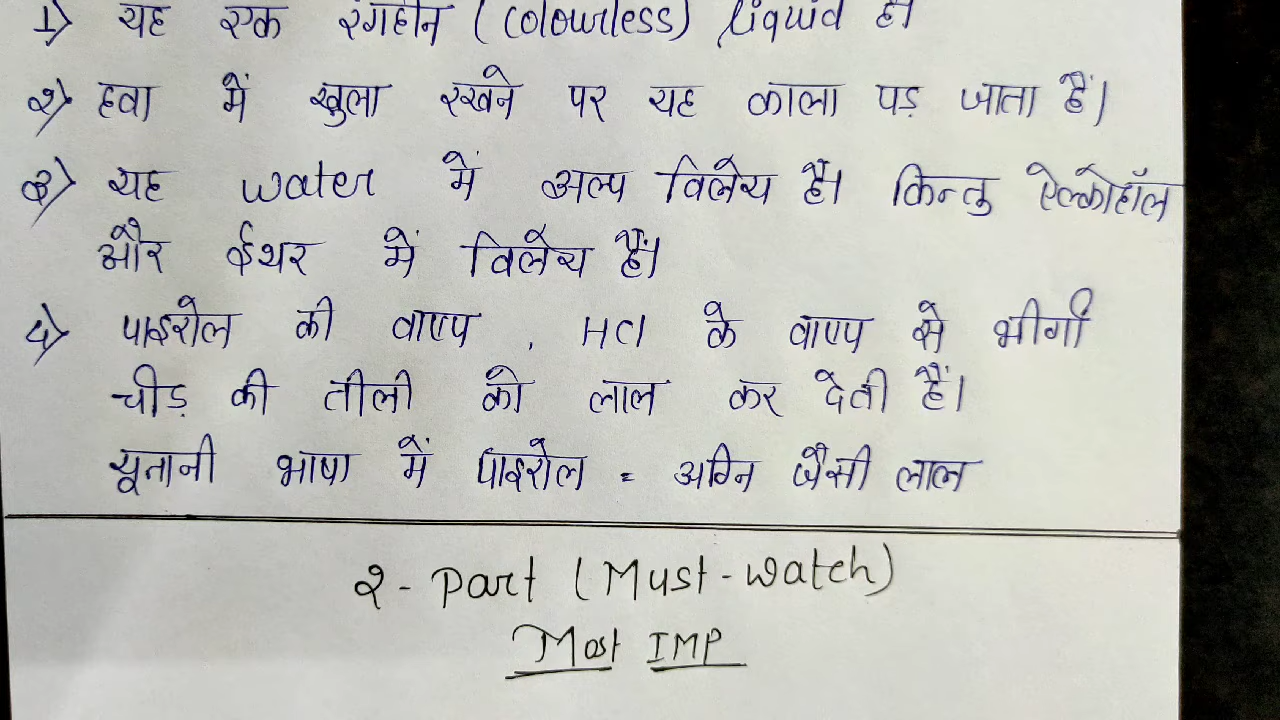 1) यह एक रंगहीन (Colourless) liquid है।
2) हवा में खुला रखने पर यह काला पड़ जाता हैं।
3) यह water में अल्प विलेय है। किन्तु ऐल्कोहॉल
और ईथर में विलेय हैं।
4) पाइरोल की वाष्प , HCl के वाष्प से भीगी
चीड़ की तीली को लाल कर देती हैं।
यूनानी भाषा में पाइरोल = अग्नि जैसी लाल
2 - Part (Must-watch)
Most IMP